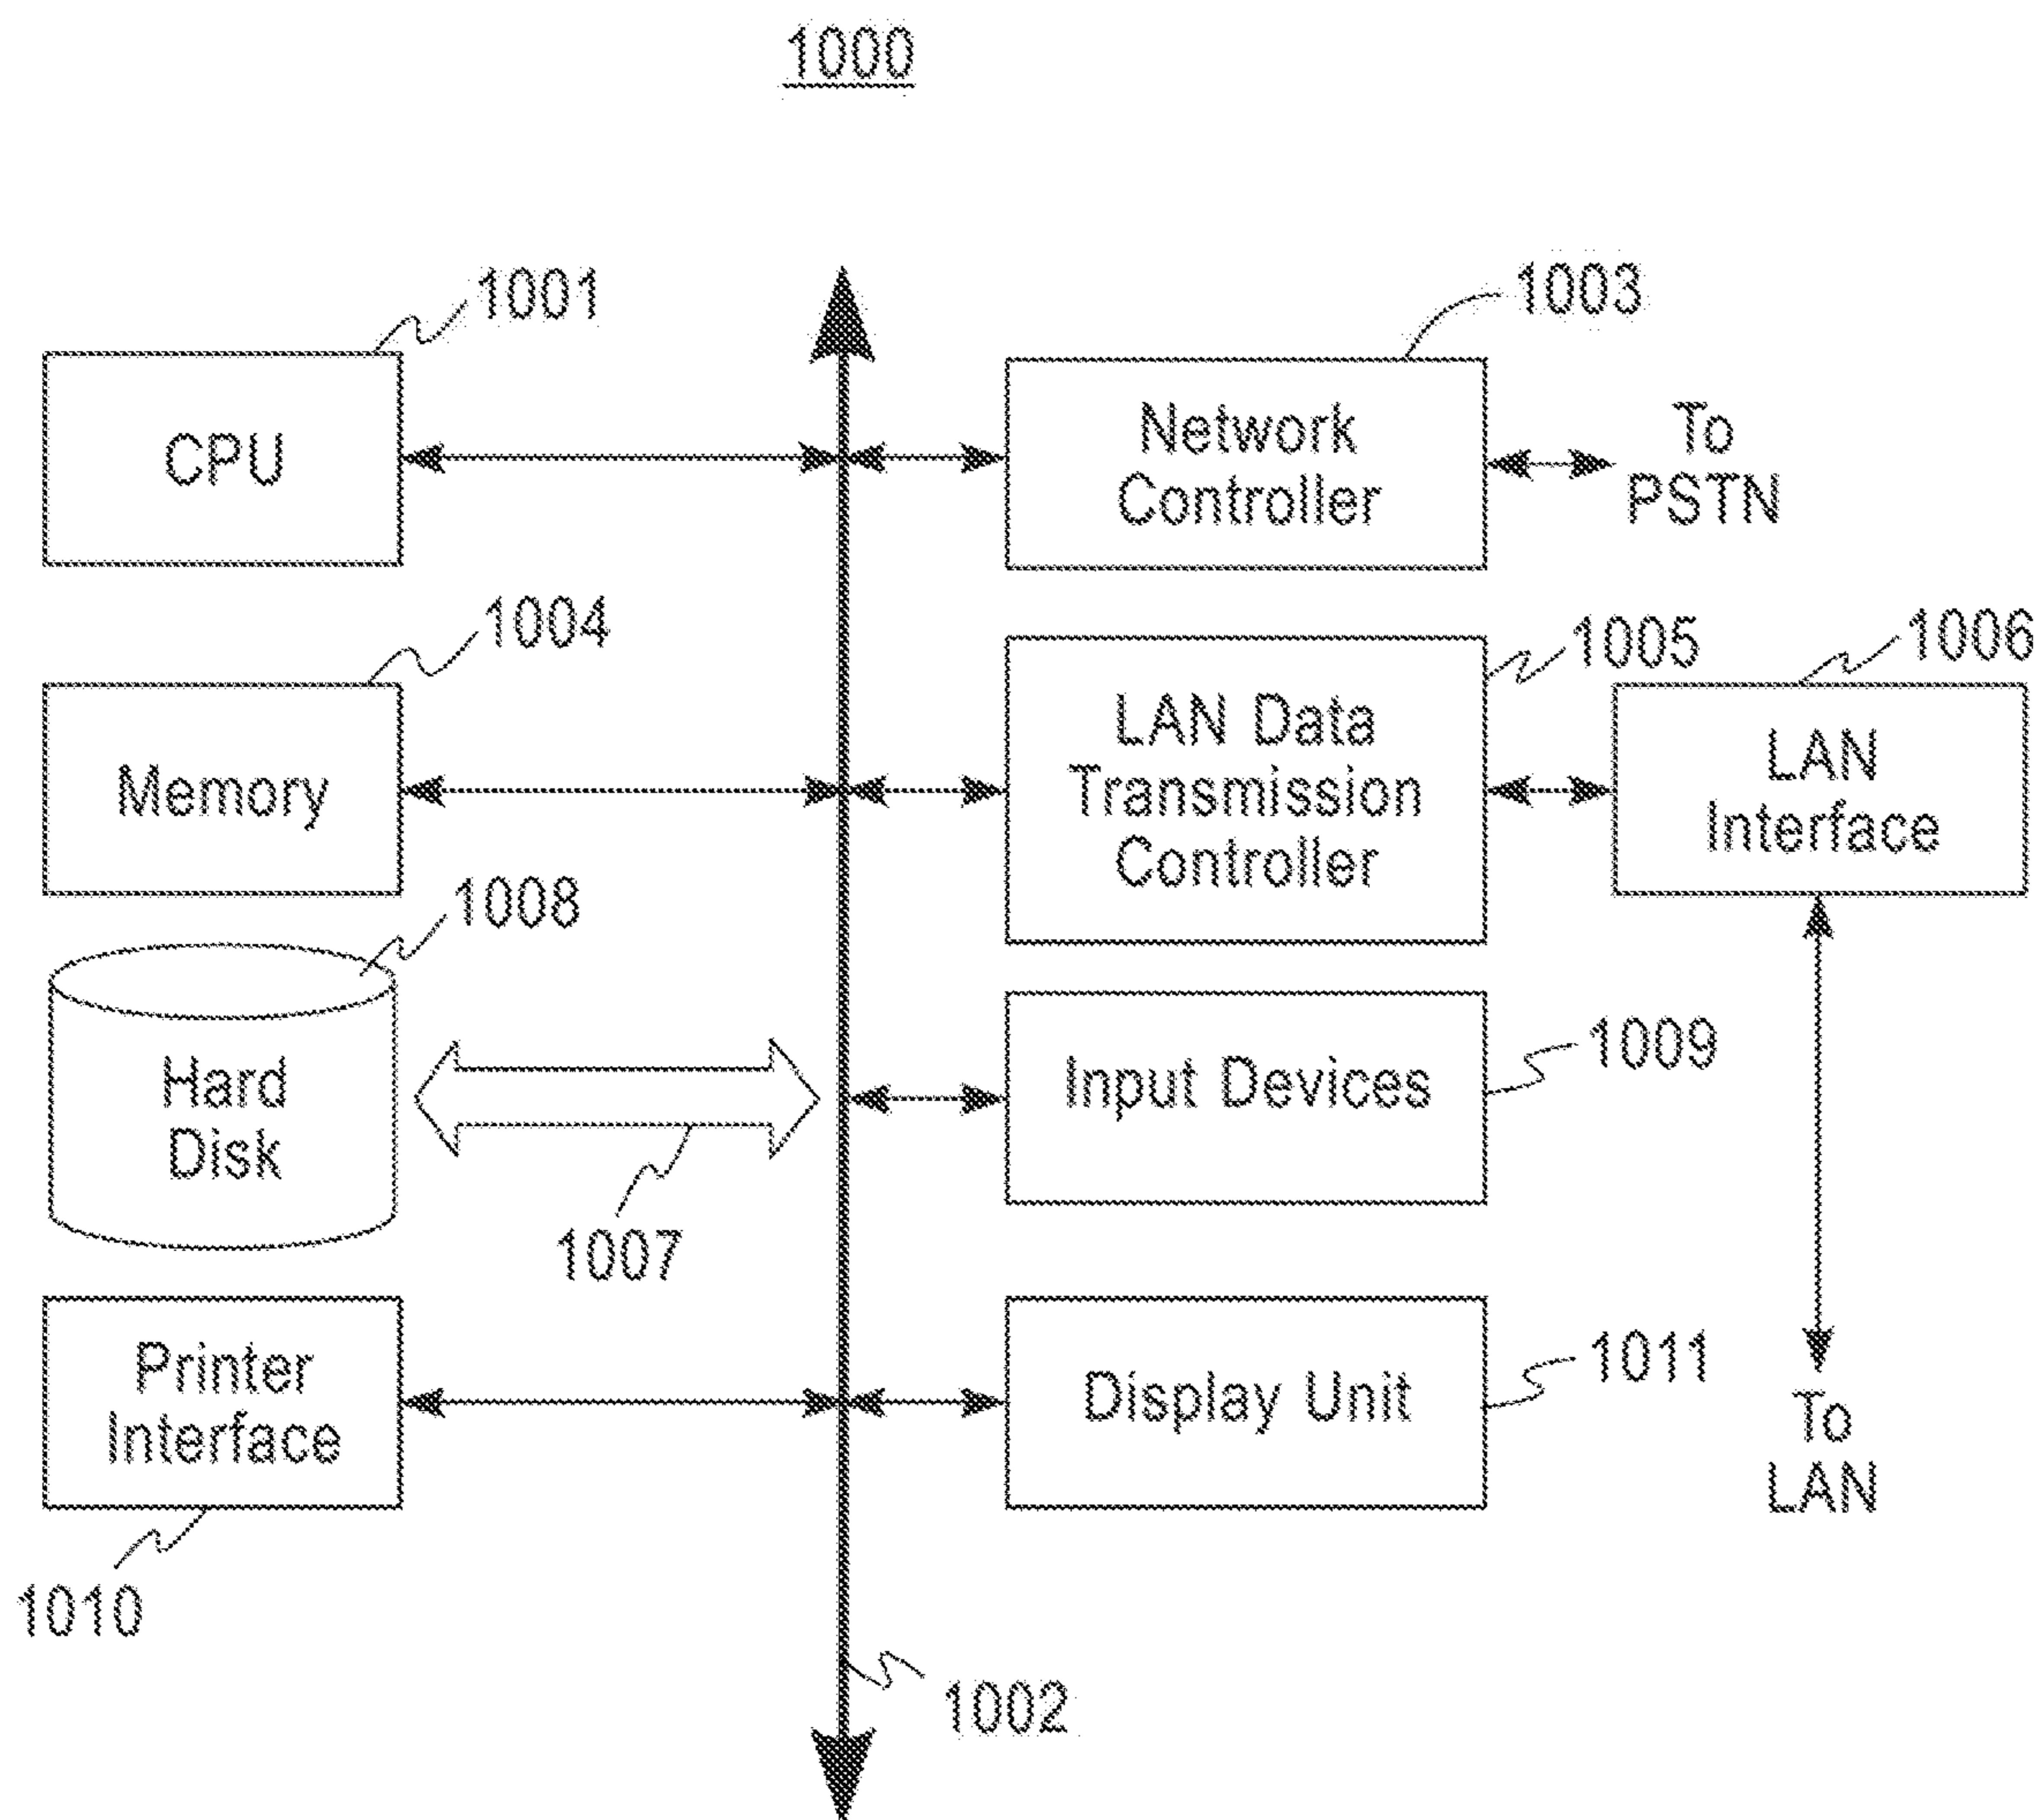 1000
1001
CPU
1003
Network
Controller
To
PSTN
1004
Memory
1005
LAN Data
Transmission
Controller
1006
LAN
Interface
1008
Hard
Disk
1007
1009
Input Devices
Printer
Interface
1010
1011
Display Unit
To
LAN
1002